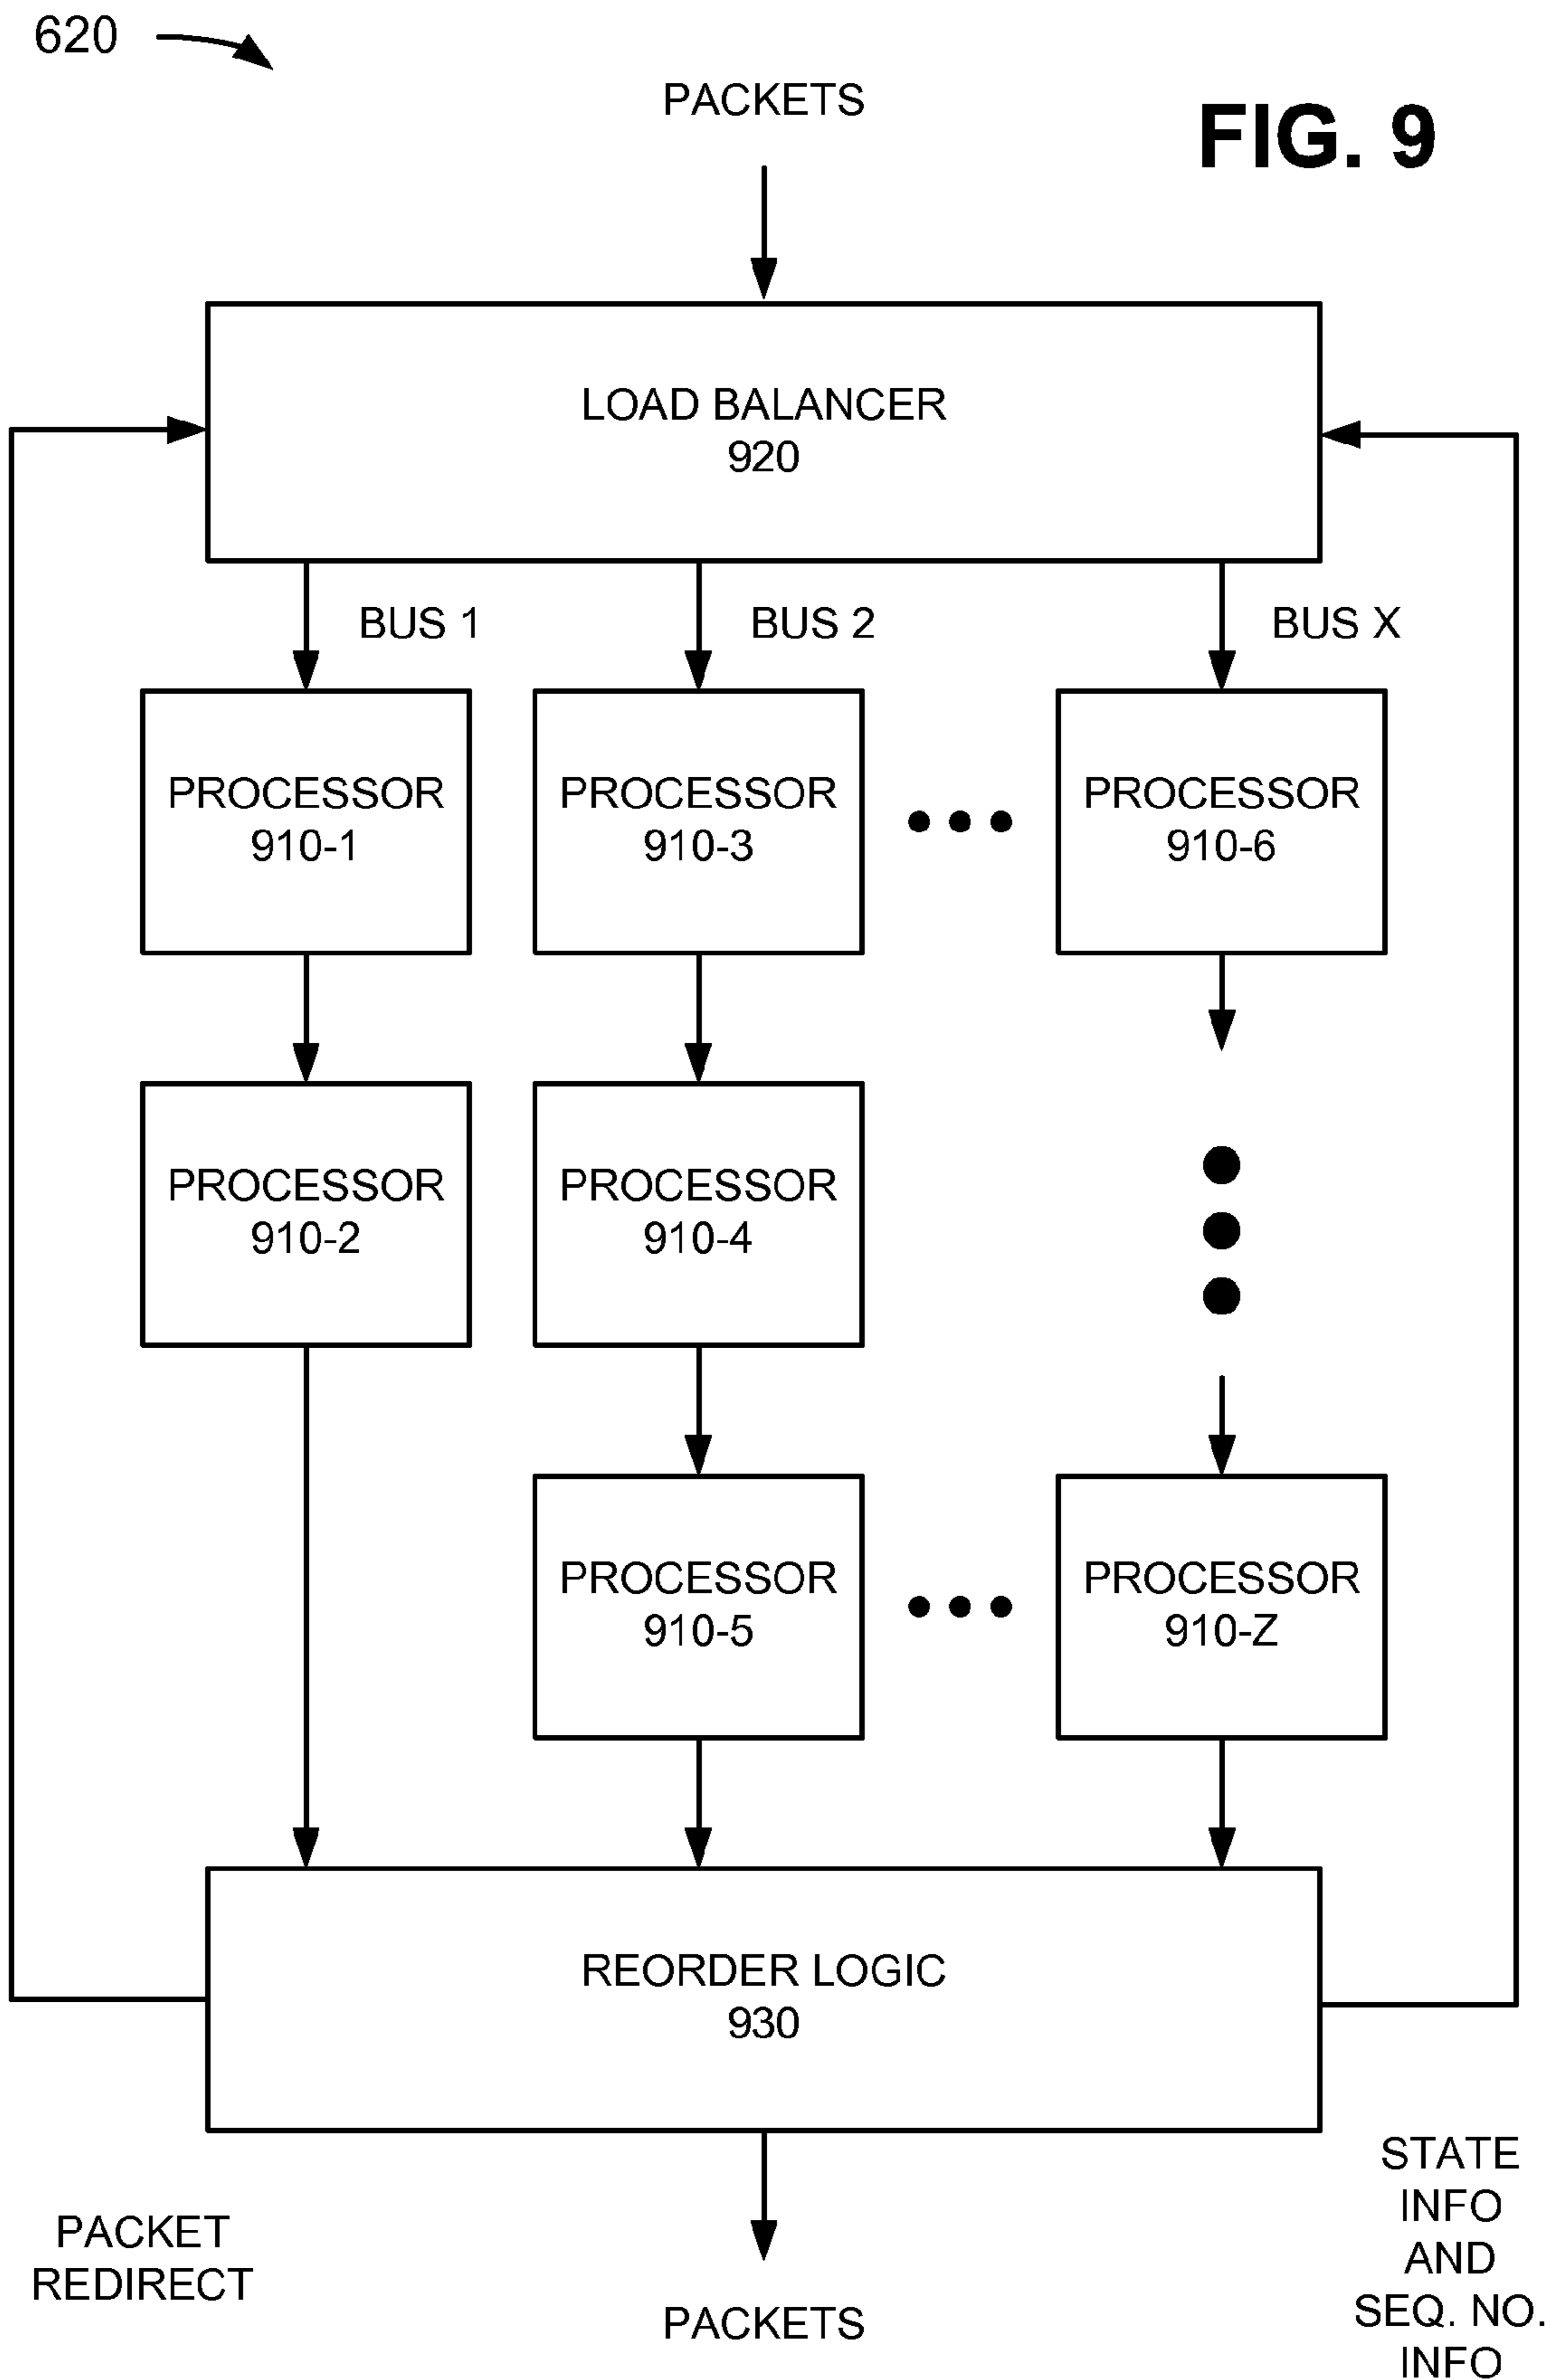 620
PACKETS
FIG. 9
LOAD BALANCER
920
BUS 1
BUS 2
BUS X
PROCESSOR
910-1
PROCESSOR
910-3
PROCESSOR
910-6
PROCESSOR
910-2
PROCESSOR
910-4
PROCESSOR
910-5
PROCESSOR
910-Z
REORDER LOGIC
930
PACKET
REDIRECT
PACKETS
STATE
INFO
AND
SEQ. NO.
INFO